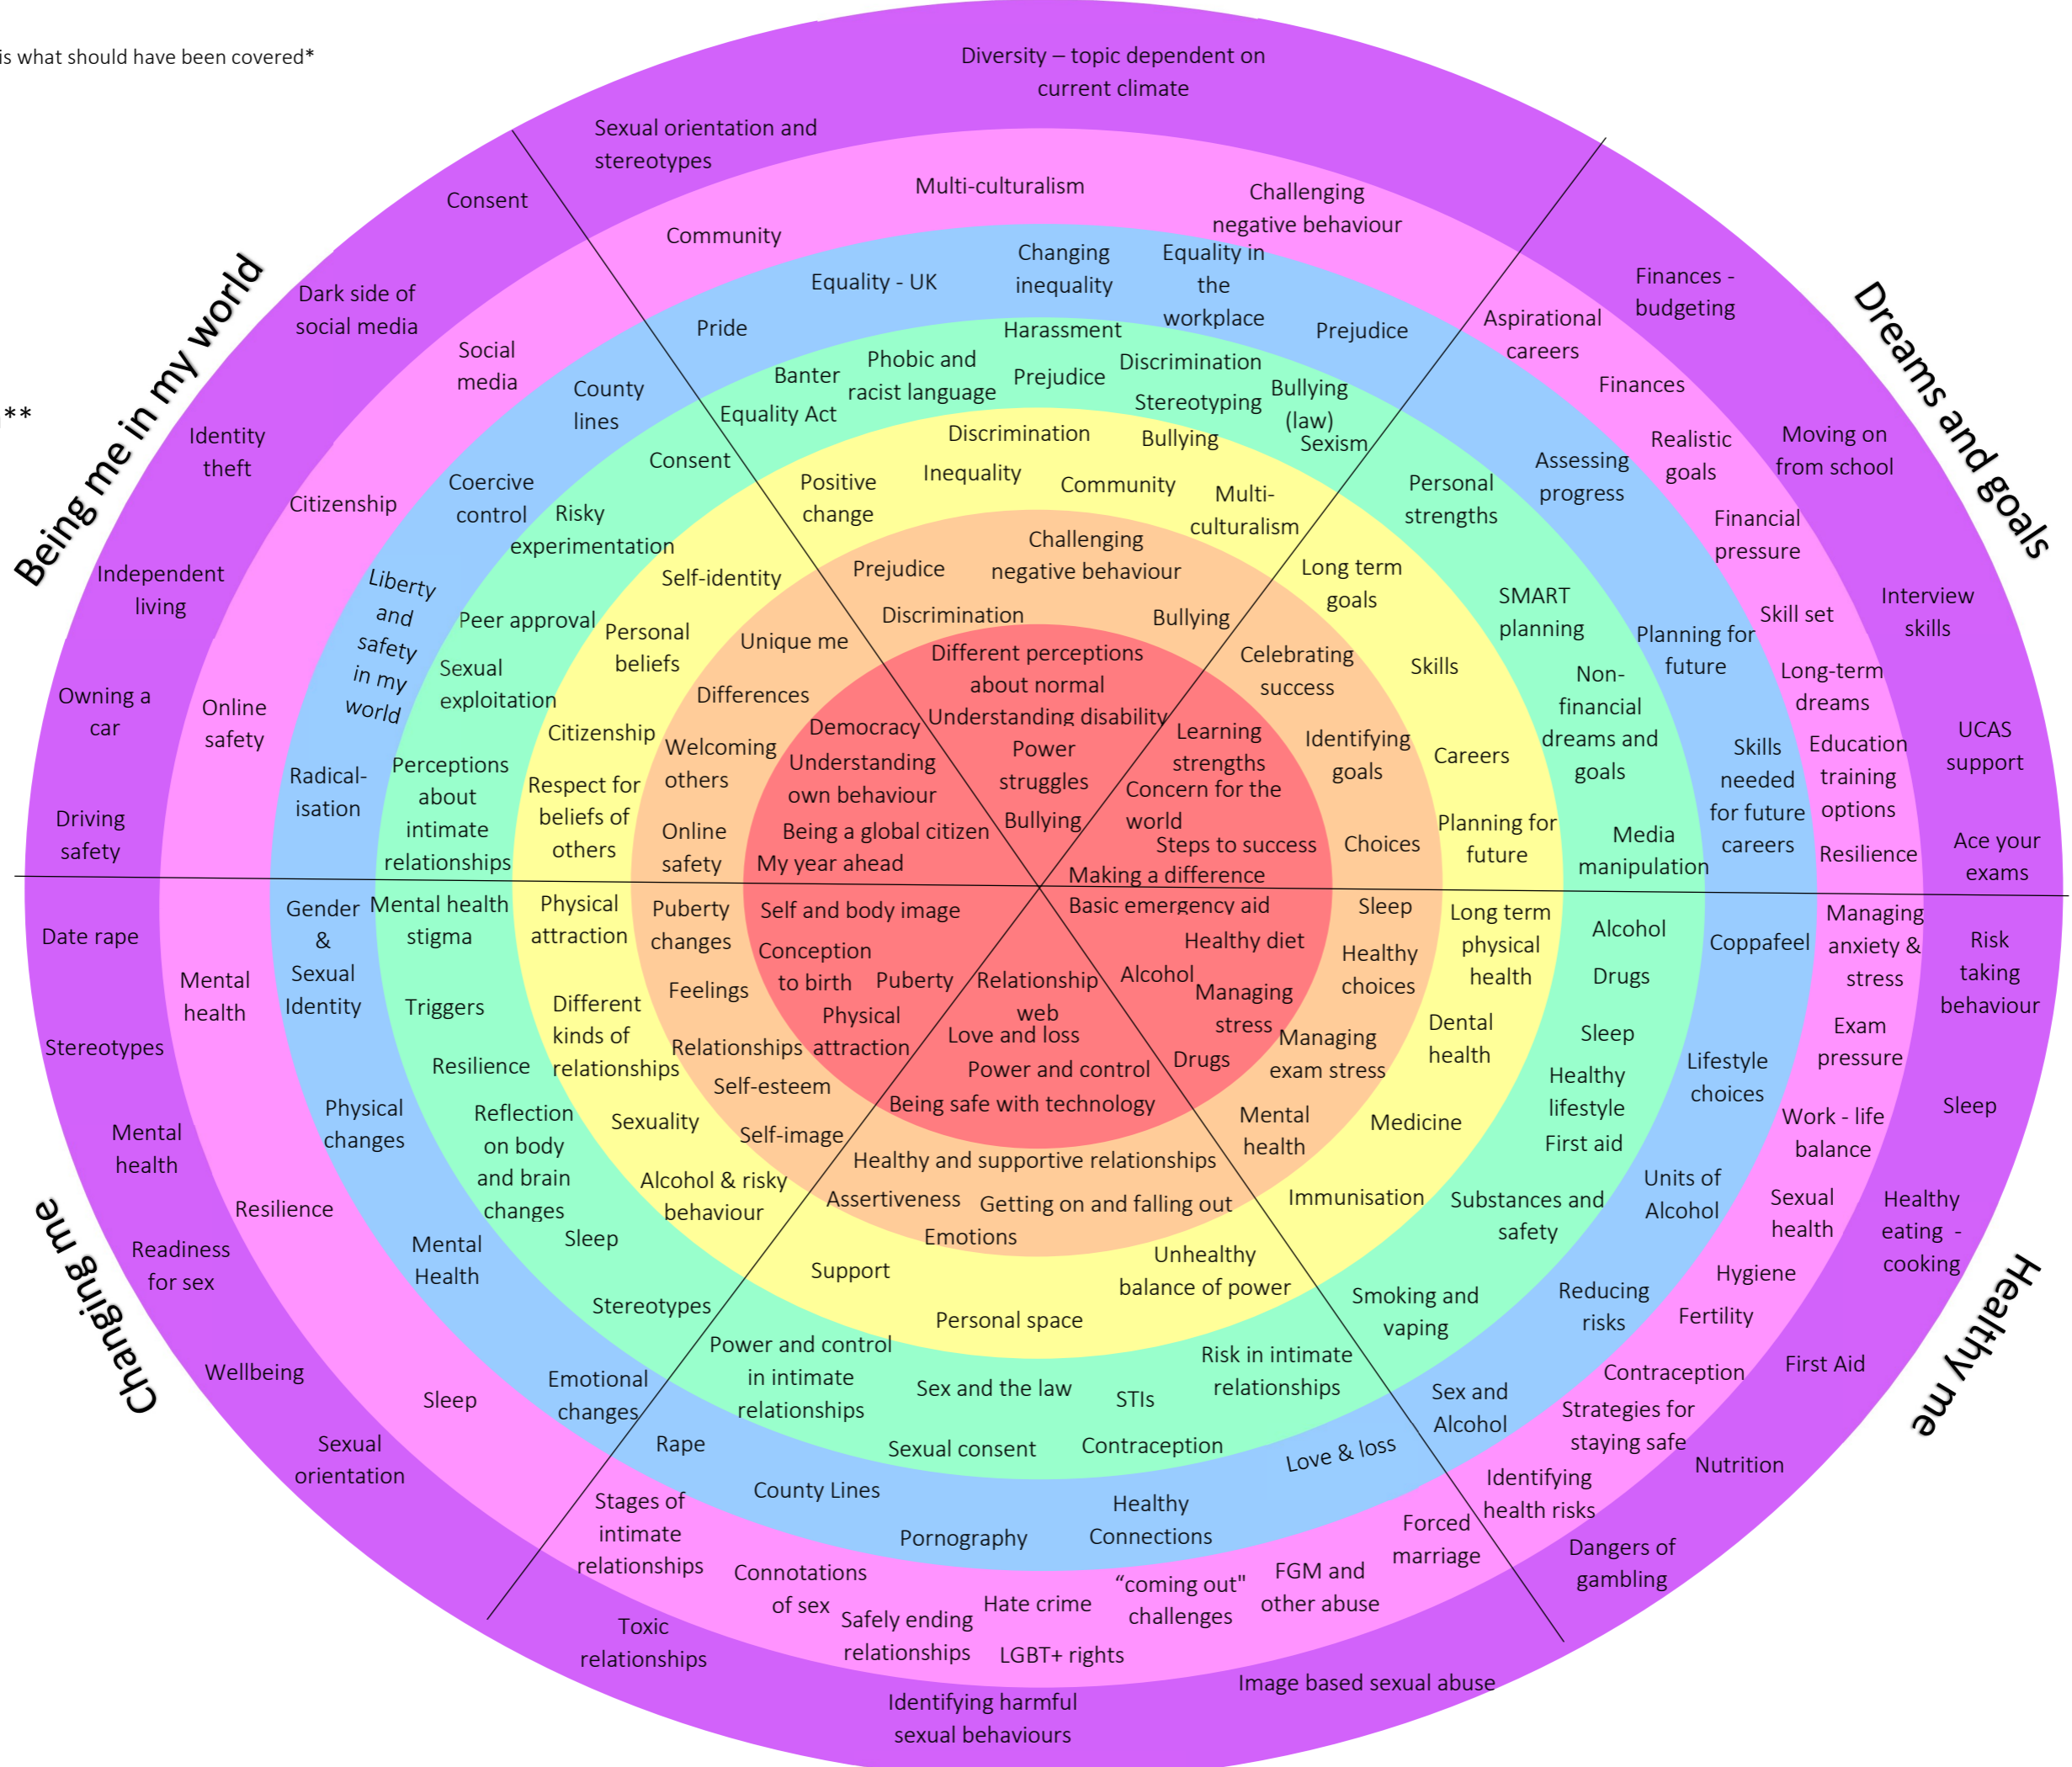 is what should have been covered*
**
Being me in my world
Dreams and goals
Healthy me
Changing me
Diversity – topic dependent on
current climate
Sexual orientation and
stereotypes
Multi-culturalism
Challenging
negative behaviour
Community
Changing
inequality
Equality in
the
workplace
Equality - UK
Pride
Prejudice
Harassment
Phobic and
racist language
Banter
Prejudice
Discrimination
Bullying
(law)
Stereotyping
Equality Act
Sexism
Discrimination
Bullying
Inequality
Community
Positive
change
Multi-
culturalism
Challenging
negative behaviour
Prejudice
Discrimination
Bullying
Different perceptions
about normal
Understanding disability
Power
struggles
Bullying
Finances -
budgeting
Moving on
from school
Interview
skills
UCAS
support
Ace your
exams
Aspirational
careers
Finances
Realistic
goals
Financial
pressure
Skill set
Long-term
dreams
Education
training
options
Resilience
Assessing
progress
Planning for
future
Skills
needed
for future
careers
Personal
strengths
SMART
planning
Non-
financial
dreams and
goals
Media
manipulation
Long term
goals
Skills
Careers
Planning for
future
Celebrating
success
Identifying
goals
Choices
Learning
strengths
Concern for the
world
Steps to success
Making a difference
Consent
Dark side of
social media
Identity
theft
Independent
living
Owning a
car
Driving
safety
Social
media
Citizenship
Online
safety
County
lines
Coercive
control
Liberty
and
safety
in my
world
Radical-
isation
Consent
Risky
experimentation
Peer approval
Sexual
exploitation
Perceptions
about
intimate
relationships
Self-identity
Personal
beliefs
Citizenship
Respect for
beliefs of
others
Unique me
Differences
Welcoming
others
Online
safety
Democracy
Understanding
own behaviour
Being a global citizen
My year ahead
Date rape
Stereotypes
Mental
health
Readiness
for sex
Wellbeing
Sexual
orientation
Mental
health
Resilience
Sleep
Gender
&
Sexual
Identity
Physical
changes
Mental
Health
Emotional
changes
Mental health
stigma
Triggers
Resilience
Reflection
on body
and brain
changes
Sleep
Stereotypes
Physical
attraction
Different
kinds of
relationships
Sexuality
Alcohol & risky
behaviour
Puberty
changes
Feelings
Relationships
Self-esteem
Self-image
Self and body image
Conception
to birth
Puberty
Physical
attraction
Relationship
web
Love and loss
Power and control
Being safe with technology
Healthy and supportive relationships
Assertiveness
Getting on and falling out
Emotions
Support
Unhealthy
balance of power
Personal space
Power and control
in intimate
relationships
Sex and the law
STIs
Risk in intimate
relationships
Sexual consent
Contraception
Rape
County Lines
Pornography
Healthy
Connections
Love & loss
Stages of
intimate
relationships
Connotations
of sex
Safely ending
relationships
Hate crime
LGBT+ rights
“coming out"
challenges
FGM and
other abuse
Forced
marriage
Toxic
relationships
Identifying harmful
sexual behaviours
Image based sexual abuse
Basic emergency aid
Healthy diet
Alcohol
Managing
stress
Drugs
Sleep
Healthy
choices
Managing
exam stress
Mental
health
Long term
physical
health
Dental
health
Medicine
Immunisation
Alcohol
Drugs
Sleep
Healthy
lifestyle
First aid
Substances and
safety
Smoking and
vaping
Coppafeel
Lifestyle
choices
Units of
Alcohol
Reducing
risks
Sex and
Alcohol
Managing
anxiety &
stress
Exam
pressure
Work - life
balance
Sexual
health
Hygiene
Fertility
Contraception
Strategies for
staying safe
Identifying
health risks
Risk
taking
behaviour
Sleep
Healthy
eating -
cooking
First Aid
Nutrition
Dangers of
gambling